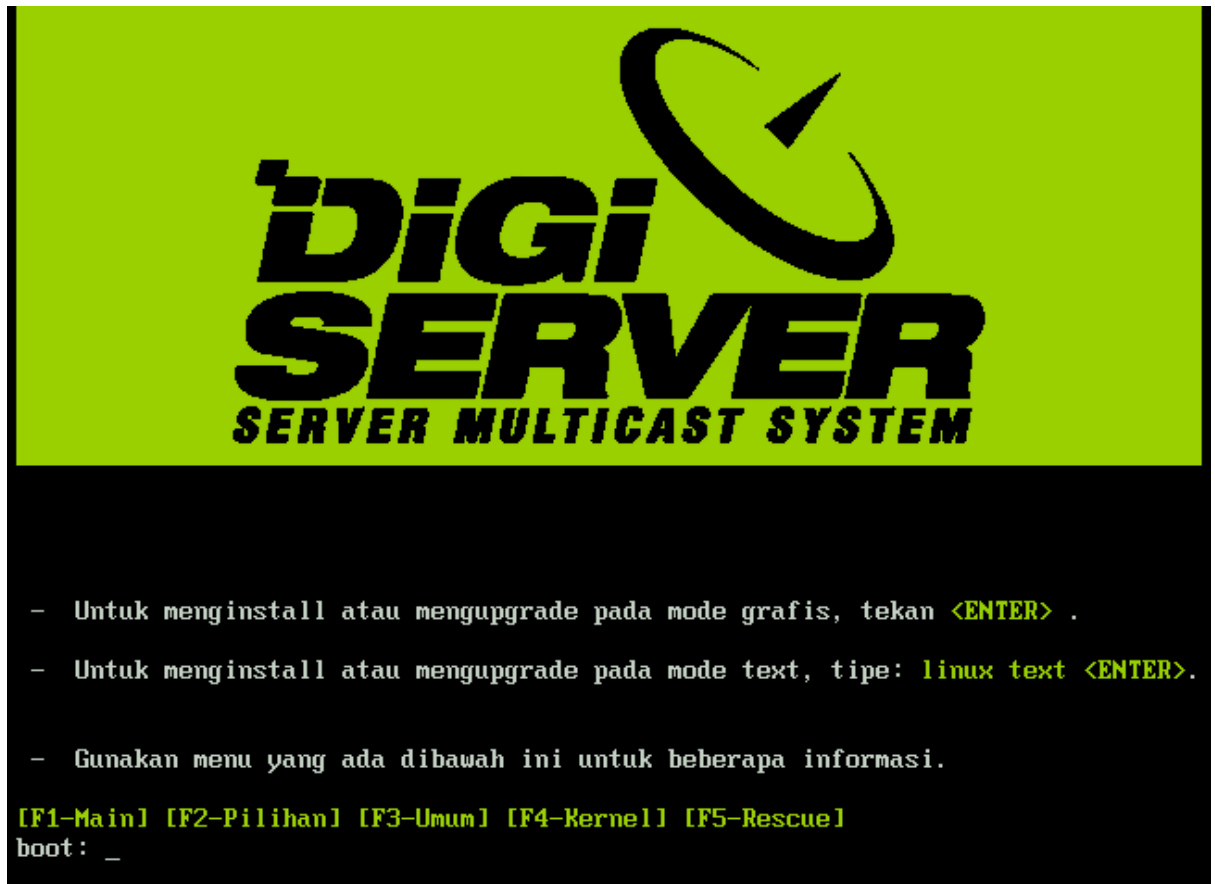 DiGi
SERVER
SERVER MULTICAST SYSTEM
- Untuk menginstall atau mengupgrade pada mode grafis, tekan <ENTER> .
- Untuk menginstall atau mengupgrade pada mode text, tipe: linux text <ENTER>.
- Gunakan menu yang ada dibawah ini untuk beberapa informasi.
[F1-Main] [F2-Pilihan] [F3-Umum] [F4-Kernel] [F5-Rescue]
boot: _